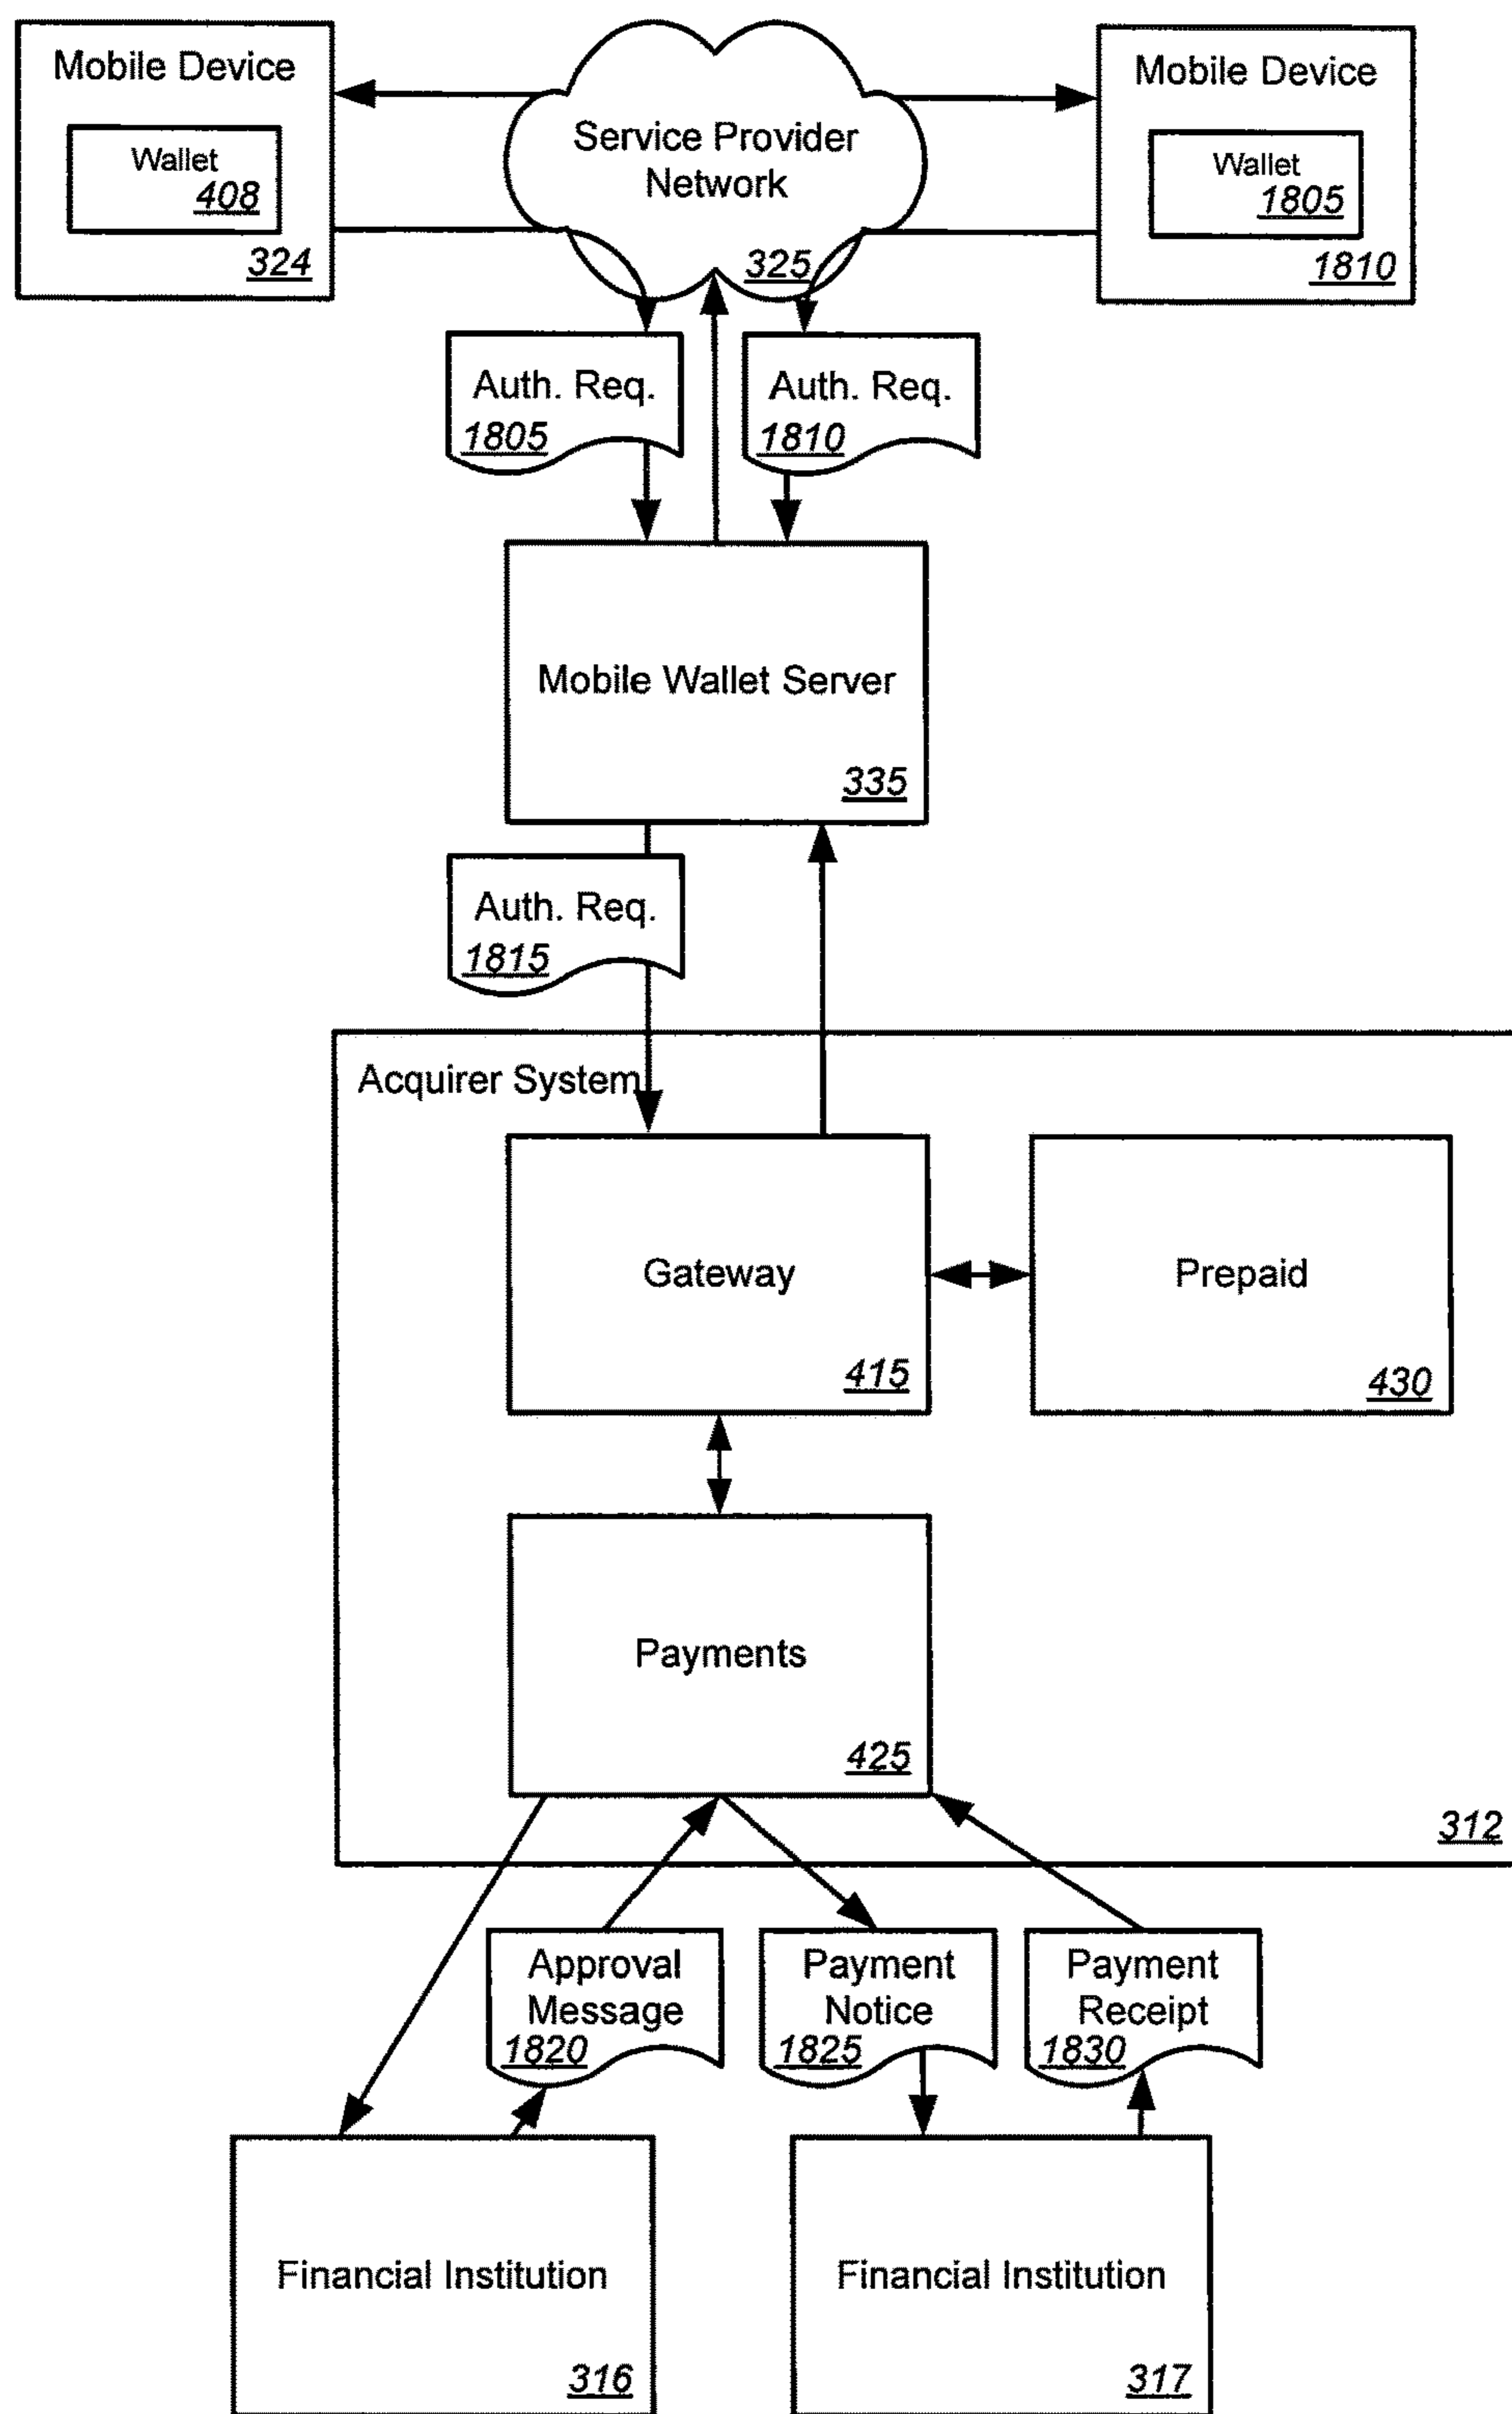 Mobile Device
Wallet
408
324
Service Provider
Network
325
Mobile Device
Wallet
1805
1810
Auth. Req.
1805
Auth. Req.
1810
Mobile Wallet Server
335
Auth. Req.
1815
Acquirer System
Gateway
415
Prepaid
430
Payments
425
312
Approval
Message
1820
Payment
Notice
1825
Payment
Receipt
1830
Financial Institution
316
Financial Institution
317